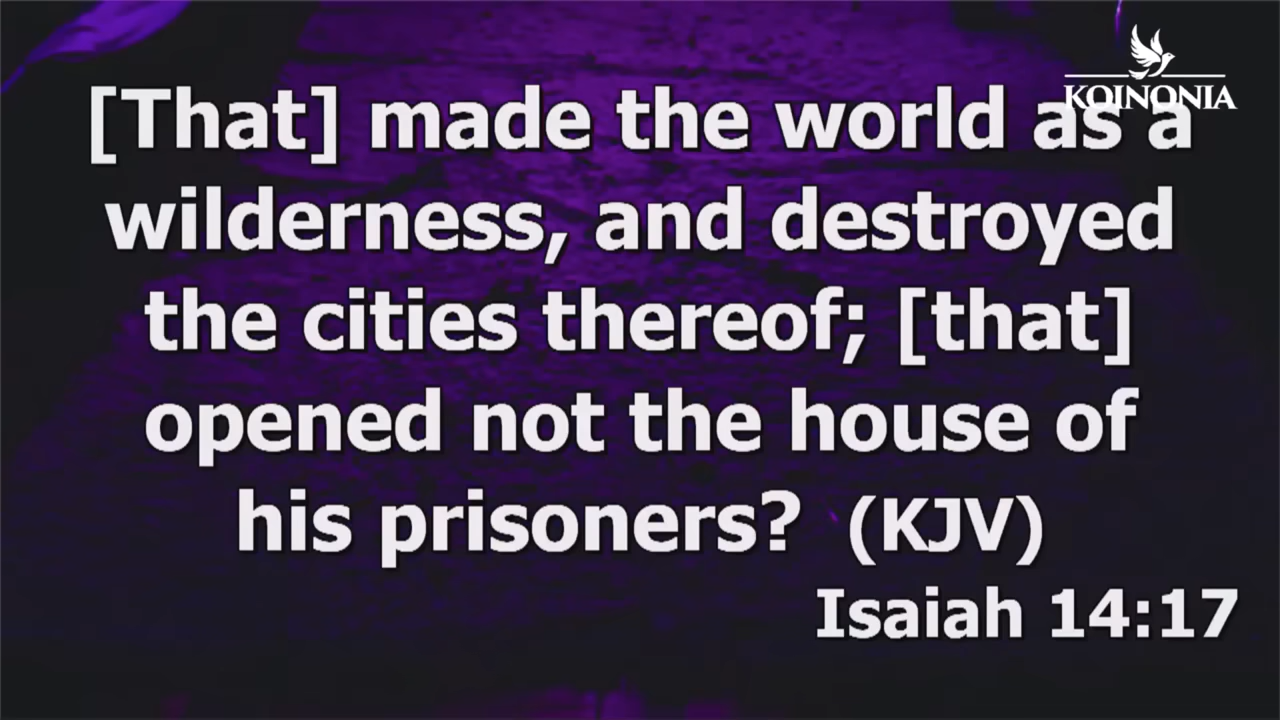 KOINONIA
[That] made the world as a
wilderness, and destroyed
the cities thereof; [that]
opened not the house of
his prisoners? (KJV)
Isaiah 14:17